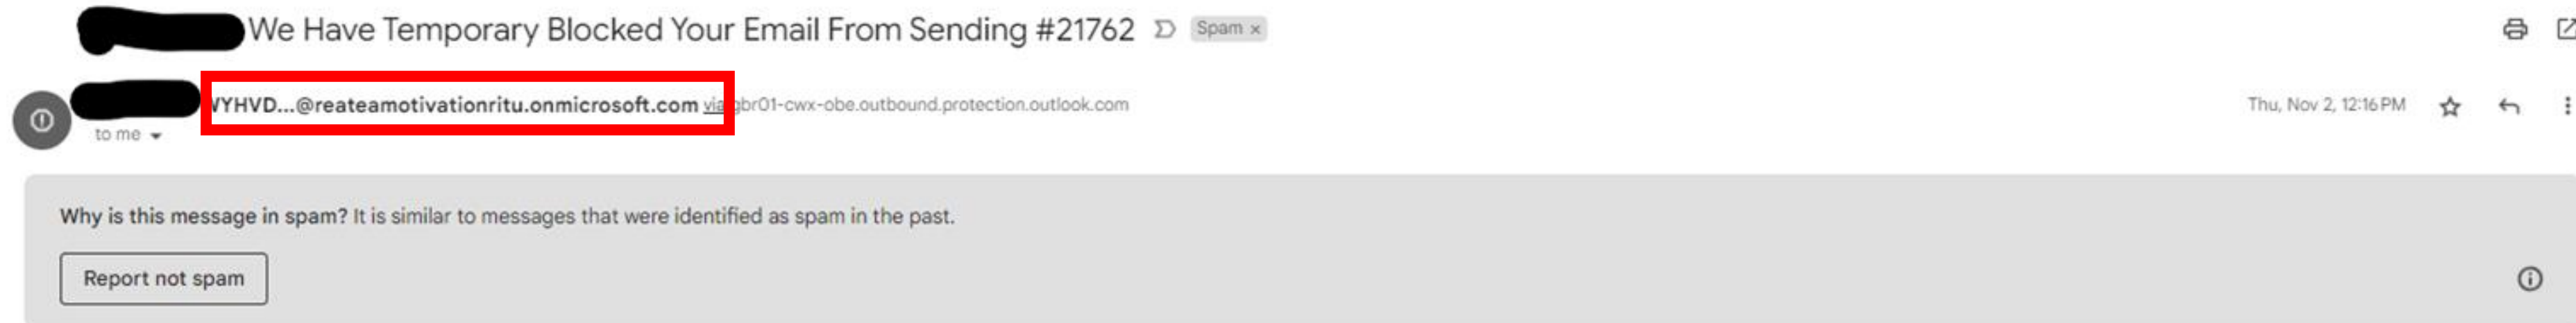 We Have Temporary Blocked Your Email From Sending #21762 Spam x
YHVD...@reateamotivationritu.onmicrosoft.com via gbr01-cwx-obe.outbound.protection.outlook.com Thu, Nov 2, 12:16 PM
to me
Why is this message in spam? It is similar to messages that were identified as spam in the past.
Report not spam